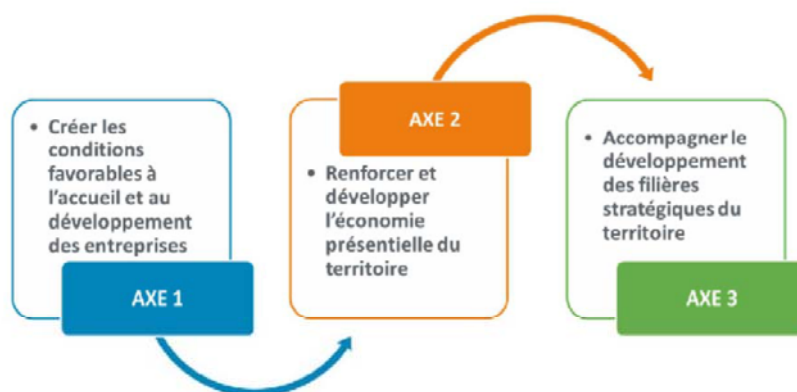 • Créer les
conditions
favorables à
l'accueil et au
développement
des entreprises
AXE 1
AXE 2
• Renforcer et
développer
l'économie
présentielle du
territoire
• Accompagner le
développement
des filières
stratégiques du
territoire
AXE 3